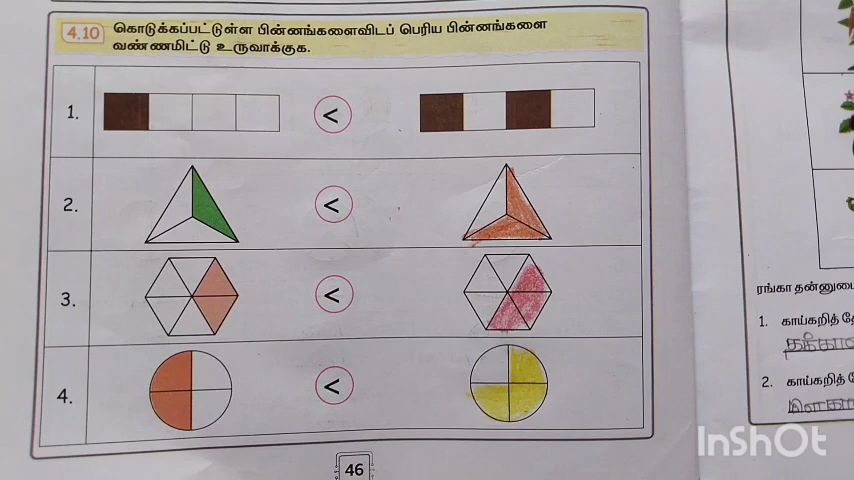 4.10 கொடுக்கப்பட்டுள்ள பின்னங்களைவிடப் பெரிய பின்னங்களை
வண்ணமிட்டு உருவாக்குக.
1. <
2. <
3. <
4. <
46
ரங்கா தன்னுடைய
1. காய்கறித்
2. காய்கறித்
InShOt